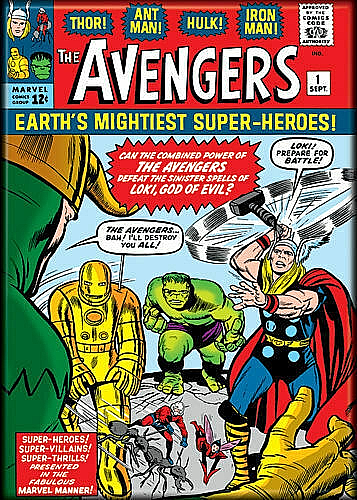 THOR!
ANT MAN!
HULK!
IRON MAN!
APPROVED
BY THE
COMICS
CODE
AUTHORITY
MARVEL
COMICS
GROUP 12¢
IND.
THE AVENGERS
1
SEPT.
EARTH'S MIGHTIEST SUPER-HEROES!
CAN THE COMBINED POWER OF
THE AVENGERS
DEFEAT THE SINISTER SPELLS OF
LOKI, GOD OF EVIL?
LOKI!
PREPARE FOR
BATTLE!
THE AVENGERS...
BAH! I'LL DESTROY
YOU ALL!
SUPER-HEROES!
SUPER-VILLAINS!
SUPER-THRILLS!
PRESENTED
IN THE
FABULOUS
MARVEL MANNER!